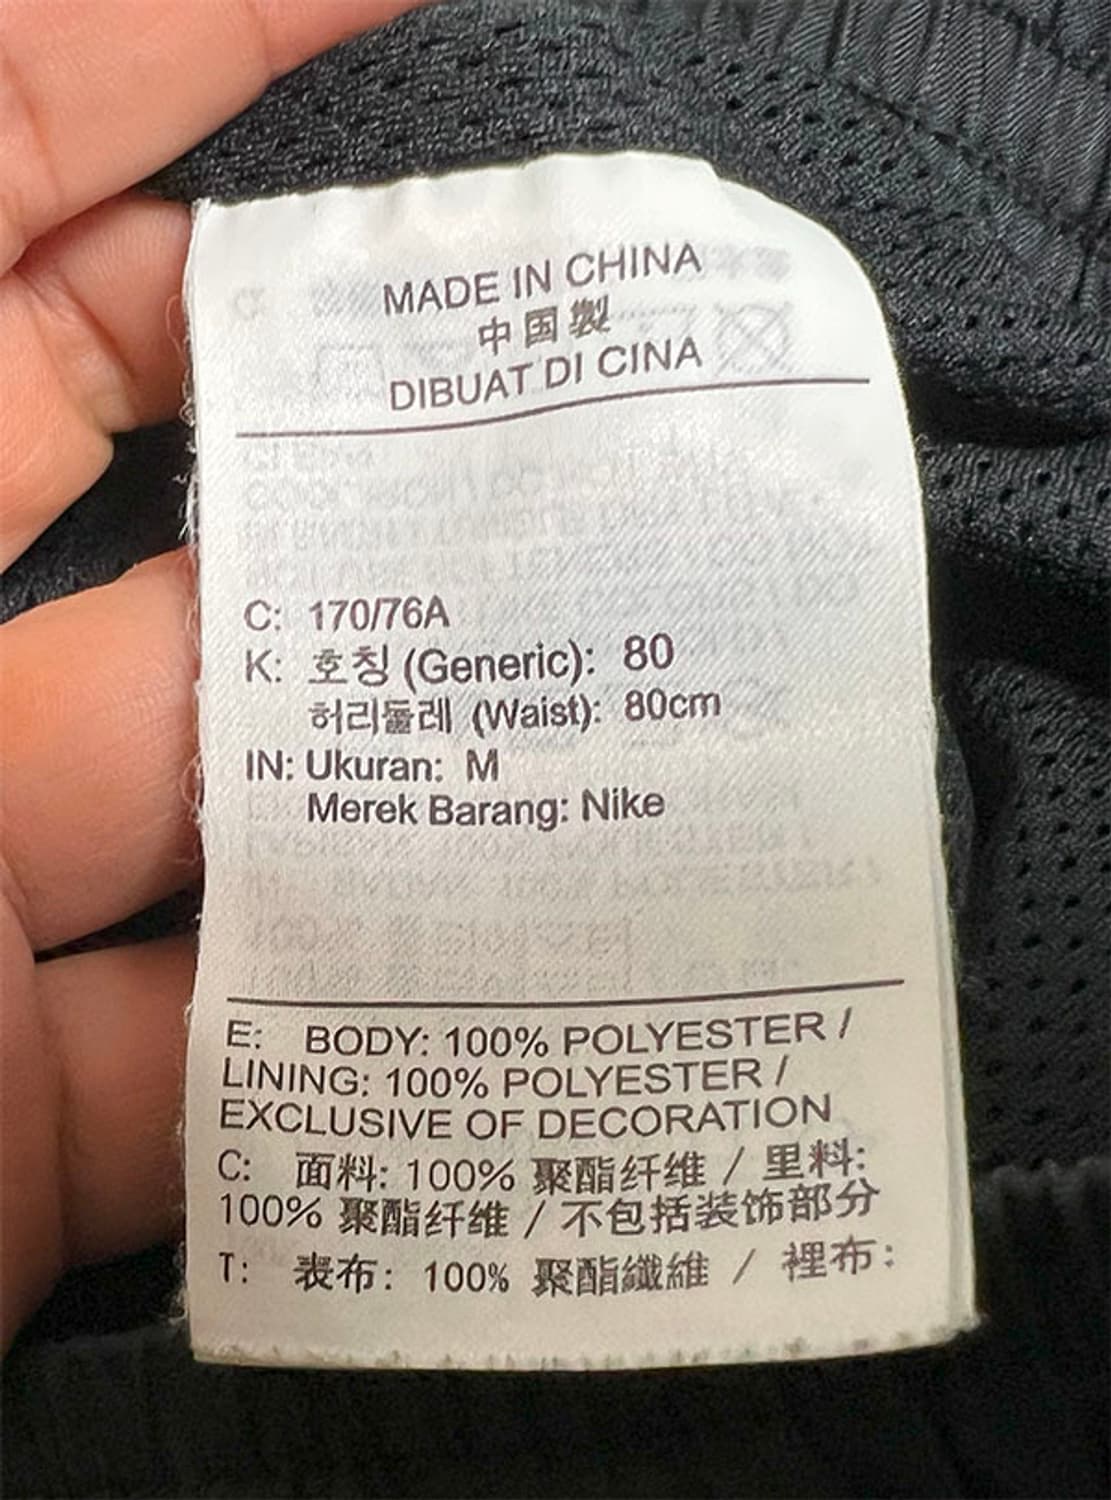 MADE IN CHINA
中国製
DIBUAT DI CINA
C: 170/76A
K: 호칭 (Generic): 80
허리둘레 (Waist): 80cm
IN: Ukuran: M
Merek Barang: Nike
E: BODY: 100% POLYESTER /
LINING: 100% POLYESTER /
EXCLUSIVE OF DECORATION
C: 面料: 100% 聚酯纤维 / 里料:
100% 聚酯纤维 / 不包括装饰部分
T: 表布: 100% 聚酯纖維 / 裡布: